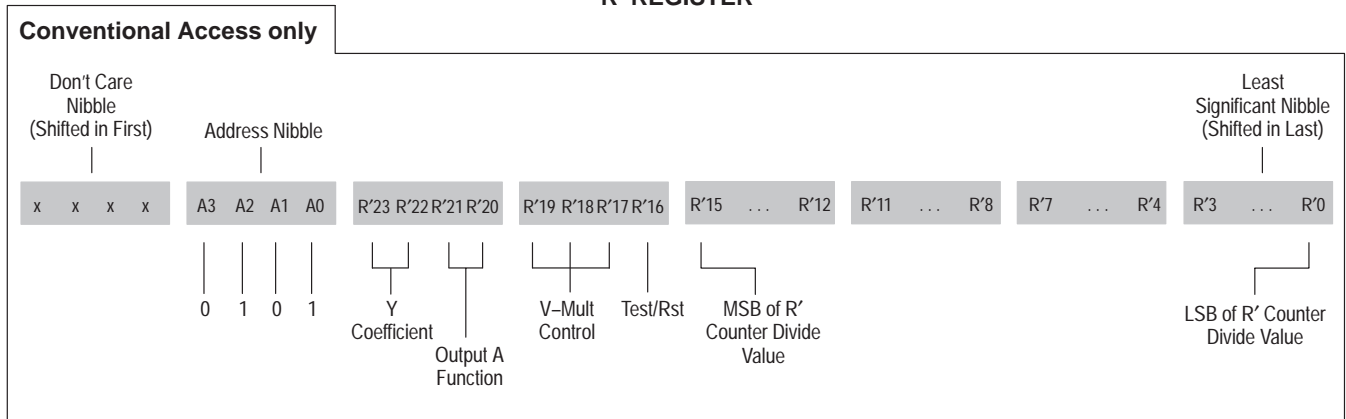 R′ REGISTER
Conventional Access only
Don't Care
Nibble
(Shifted in First)
Address Nibble
Least
Significant Nibble
(Shifted in Last)
x x x x A3 A2 A1 A0 R′23 R′22 R′21 R′20 R′19 R′18 R′17 R′16 R′15 ... R′12 R′11 ... R′8 R′7 ... R′4 R′3 ... R′0
0 1 0 1
Y
Coefficient
Output A
Function
V–Mult
Control
Test/Rst
MSB of R′
Counter Divide
Value
LSB of R′ Counter
Divide Value